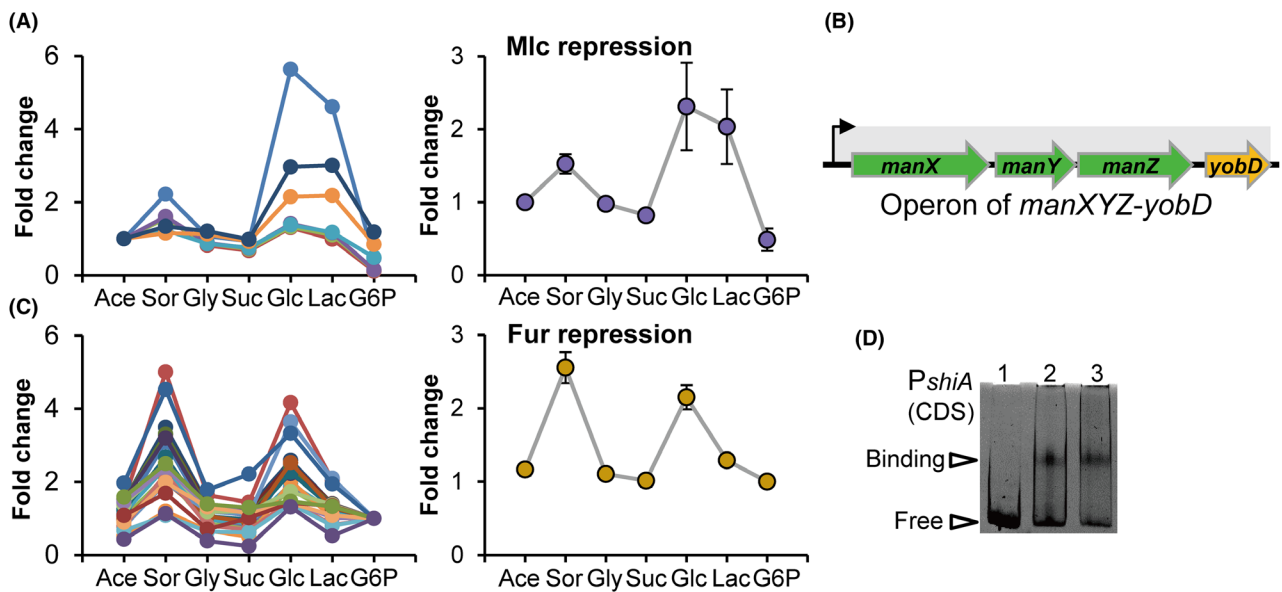 (A)
Fold change
6
4
2
0
Ace Sor Gly Suc Glc Lac G6P
Mlc repression
Fold change
3
2
1
0
Ace Sor Gly Suc Glc Lac G6P
(B)
manX manY manZ yobD
Operon of manXYZ-yobD
(C)
Fold change
6
4
2
0
Ace Sor Gly Suc Glc Lac G6P
Fur repression
Fold change
3
2
1
0
Ace Sor Gly Suc Glc Lac G6P
(D)
PshiA 1 2 3
(CDS)
Binding
Free